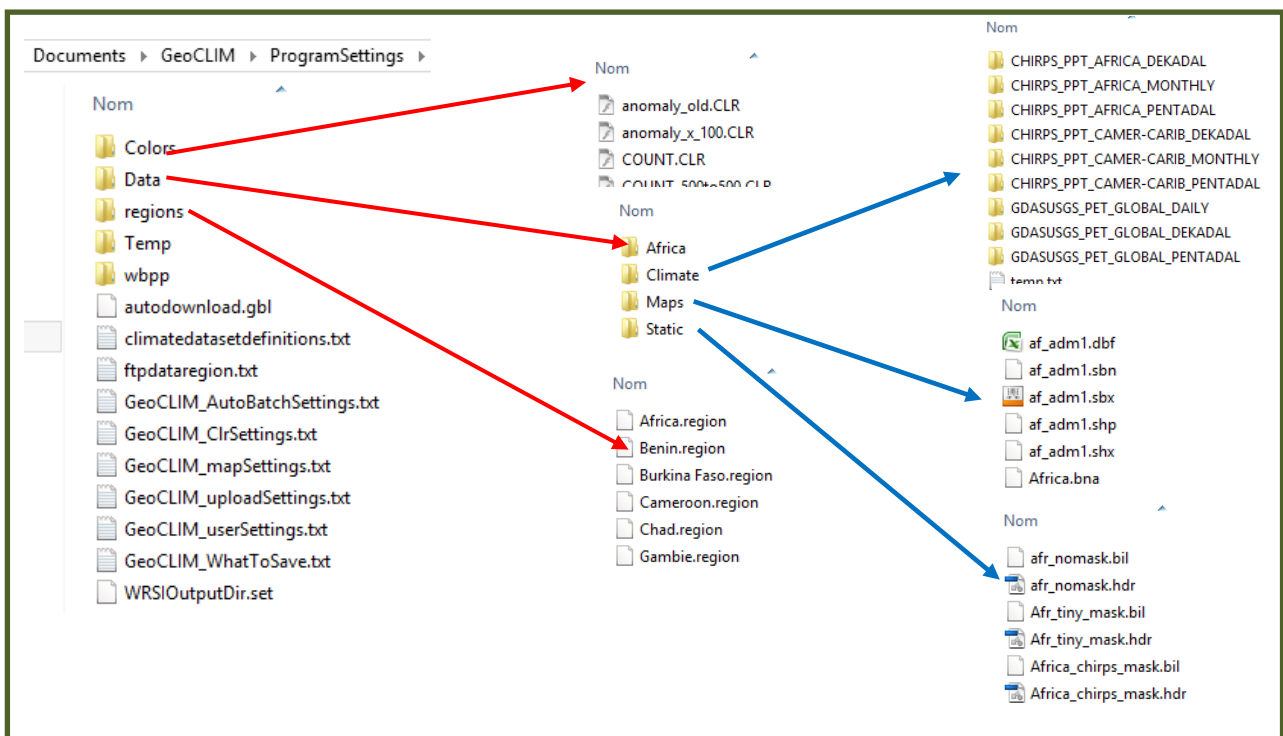 Documents ▸ GeoCLIM ▸ ProgramSettings ▸
Nom
Colors
Data
regions
Temp
wbpp
autodownload.gbl
climatedatasetdefinitions.txt
ftpdataregion.txt
GeoCLIM_AutoBatchSettings.txt
GeoCLIM_ClrSettings.txt
GeoCLIM_mapSettings.txt
GeoCLIM_uploadSettings.txt
GeoCLIM_userSettings.txt
GeoCLIM_WhatToSave.txt
WRSIOutputDir.set
Nom
anomaly_old.CLR
anomaly_x_100.CLR
COUNT.CLR
COUNT_500to500.CLR
Nom
Africa
Climate
Maps
Static
Nom
Africa.region
Benin.region
Burkina Faso.region
Cameroon.region
Chad.region
Gambie.region
Nom
CHIRPS_PPT_AFRICA_DEKADAL
CHIRPS_PPT_AFRICA_MONTHLY
CHIRPS_PPT_AFRICA_PENTADAL
CHIRPS_PPT_CAMER-CARIB_DEKADAL
CHIRPS_PPT_CAMER-CARIB_MONTHLY
CHIRPS_PPT_CAMER-CARIB_PENTADAL
GDASUSGS_PET_GLOBAL_DAILY
GDASUSGS_PET_GLOBAL_DEKADAL
GDASUSGS_PET_GLOBAL_PENTADAL
temp.txt
Nom
af_adm1.dbf
af_adm1.sbn
af_adm1.sbx
af_adm1.shp
af_adm1.shx
Africa.bna
Nom
afr_nomask.bil
afr_nomask.hdr
Afr_tiny_mask.bil
Afr_tiny_mask.hdr
Africa_chirps_mask.bil
Africa_chirps_mask.hdr